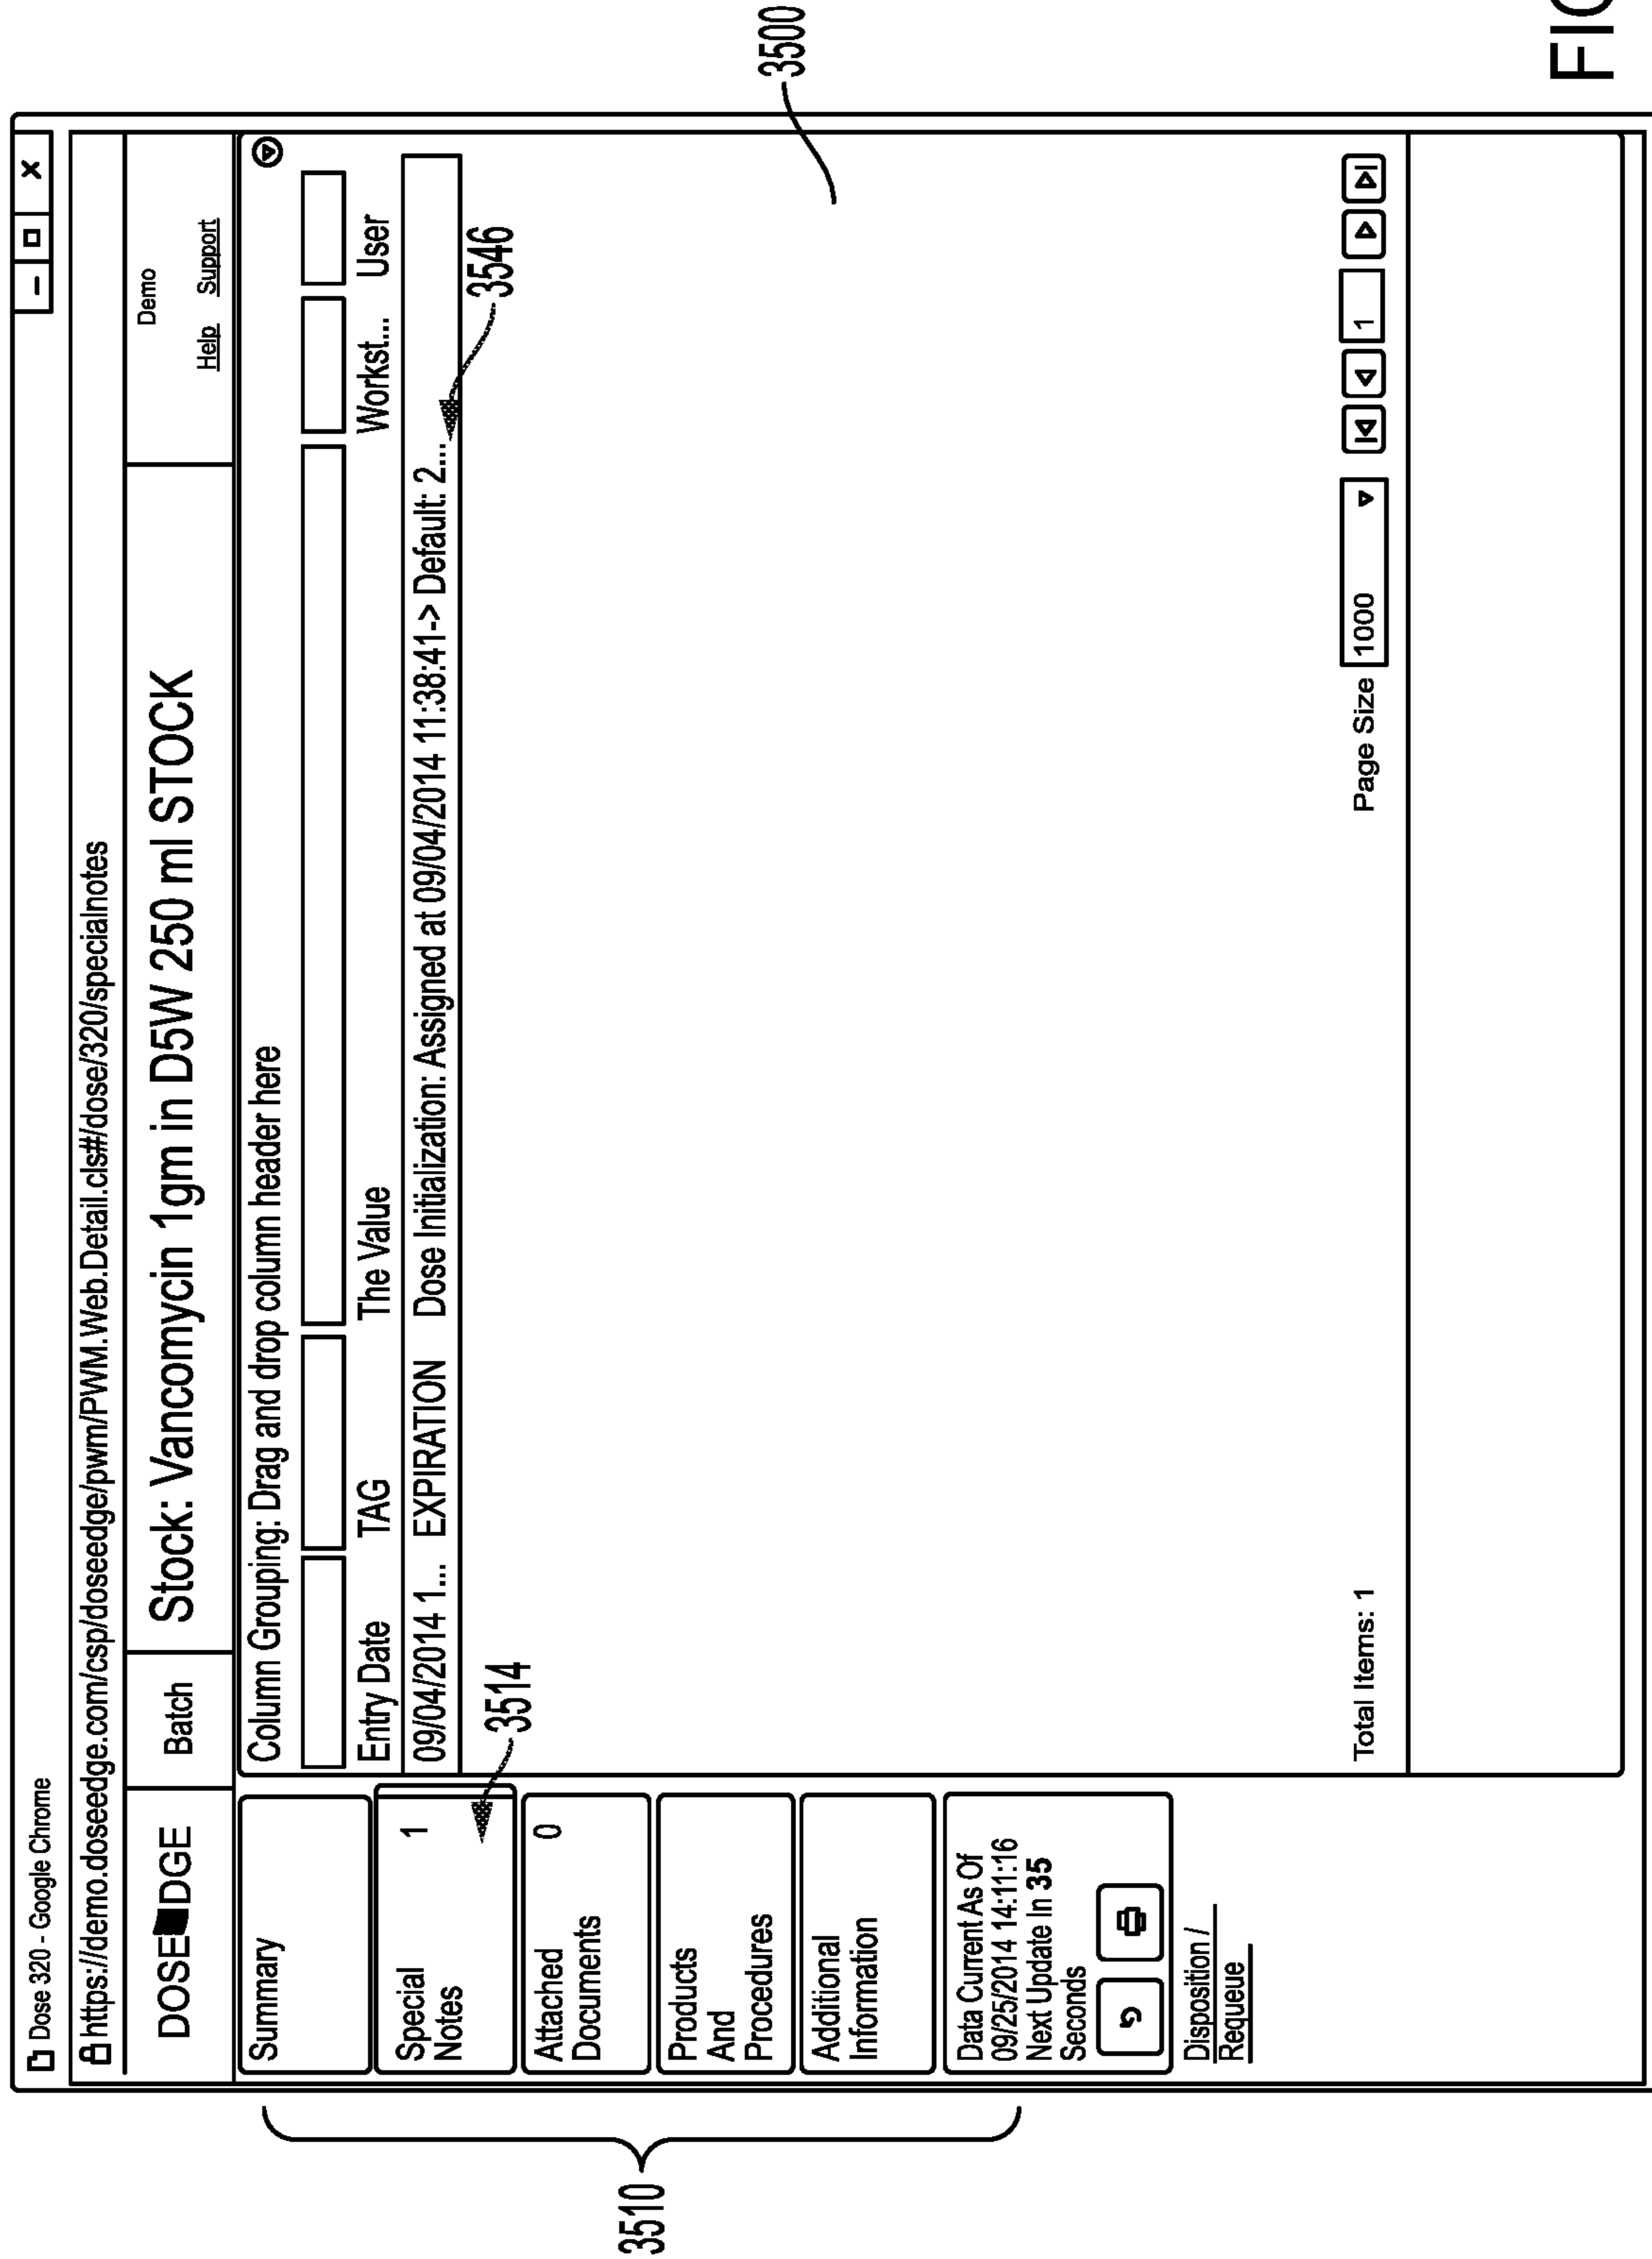 Dose 320 - Google Chrome
https://demo.doseedge.com/csp/doseedge/pwm/PWM.Web.Detail.cls#/dose/320/specialnotes
DOSEEDGE
Batch
Stock: Vancomycin 1gm in D5W 250 ml STOCK
Demo
Help Support
Summary
Special
Notes
1
Attached
Documents
0
Products
And
Procedures
Additional
Information
Data Current As Of
09/25/2014 14:11:16
Next Update In 35
Seconds
Disposition /
Requeue
Column Grouping: Drag and drop column header here
Entry Date TAG The Value Workst... User
09/04/2014 1... EXPIRATION Dose Initialization: Assigned at 09/04/2014 11:38:41-> Default: 2...
Total Items: 1 Page Size 1000 1
3510
3514
3546
3500